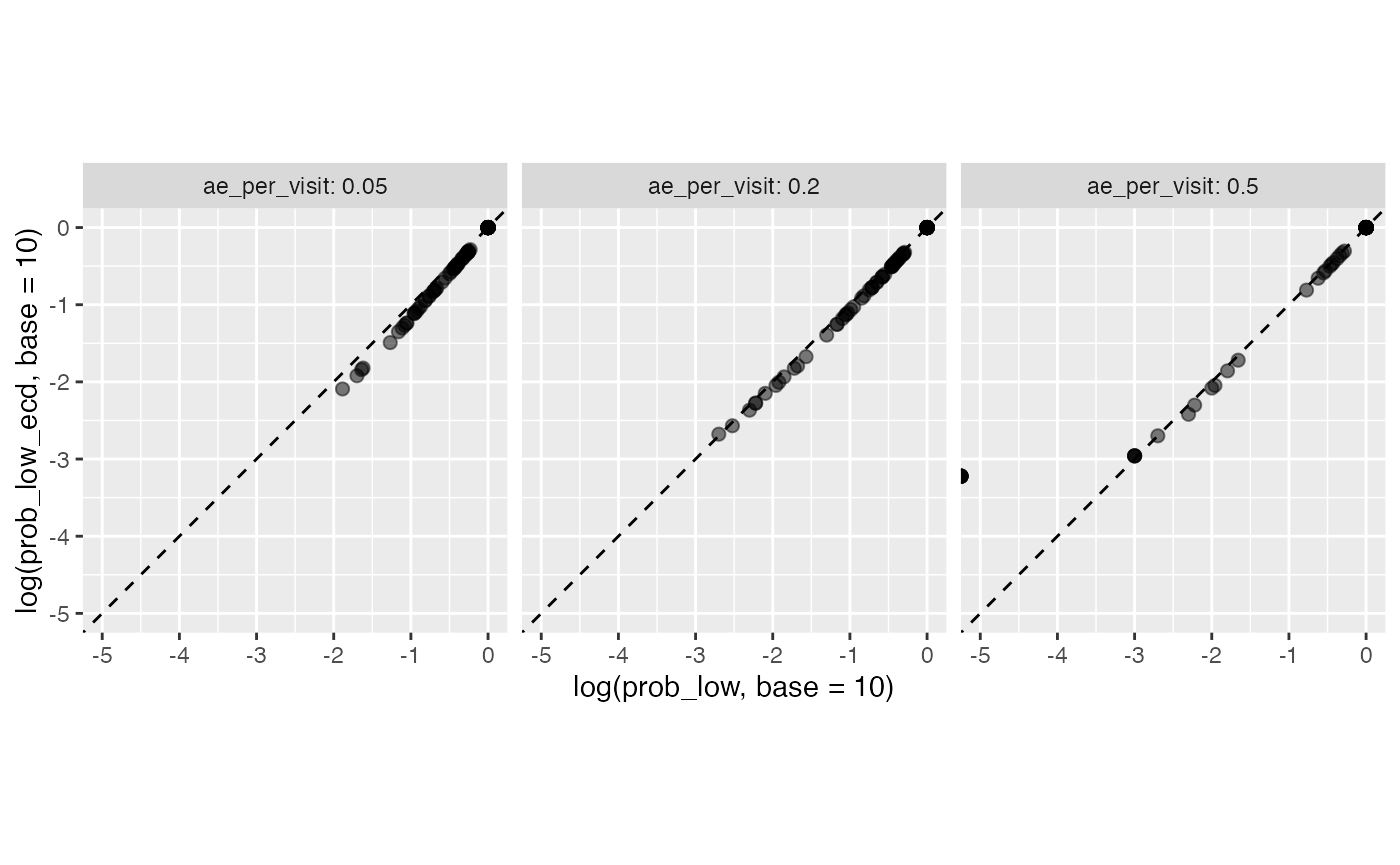 ae_per_visit: 0.05 ae_per_visit: 0.2 ae_per_visit: 0.5
log(prob_low_ecd, base = 10)
0
-1
-2
-3
-4
-5
-5 -4 -3 -2 -1 0 -5 -4 -3 -2 -1 0 -5 -4 -3 -2 -1 0
log(prob_low, base = 10)